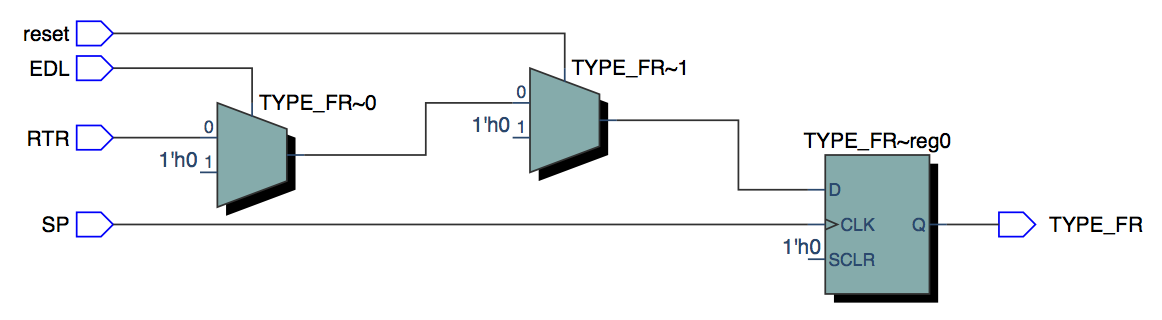 reset
EDL
TYPE_FR~0
TYPE_FR~1
0
1'h0 1
RTR
0
1'h0 1
TYPE_FR~reg0
D
SP
CLK
Q
TYPE_FR
1'h0
SCLR